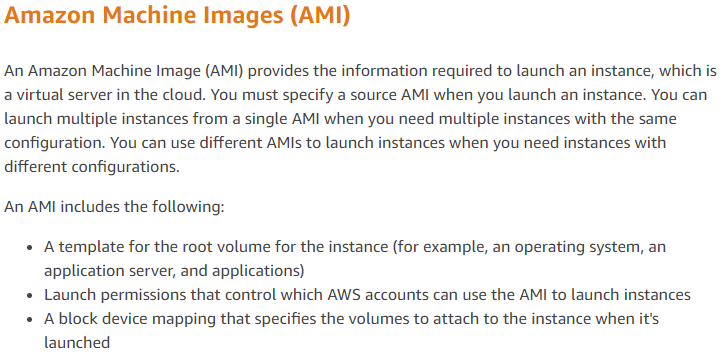 Amazon Machine Images (AMI)
An Amazon Machine Image (AMI) provides the information required to launch an instance, which is
a virtual server in the cloud. You must specify a source AMI when you launch an instance. You can
launch multiple instances from a single AMI when you need multiple instances with the same
configuration. You can use different AMIs to launch instances when you need instances with
different configurations.
An AMI includes the following:
• A template for the root volume for the instance (for example, an operating system, an
application server, and applications)
• Launch permissions that control which AWS accounts can use the AMI to launch instances
• A block device mapping that specifies the volumes to attach to the instance when it's
launched